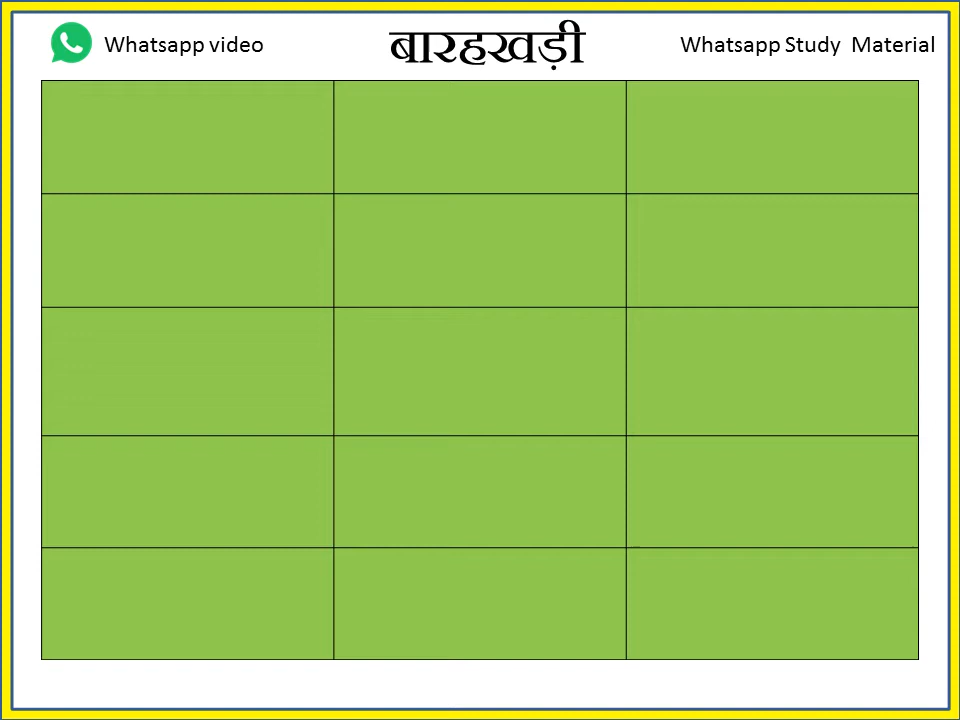 Whatsapp video
बारहखड़ी
Whatsapp Study Material